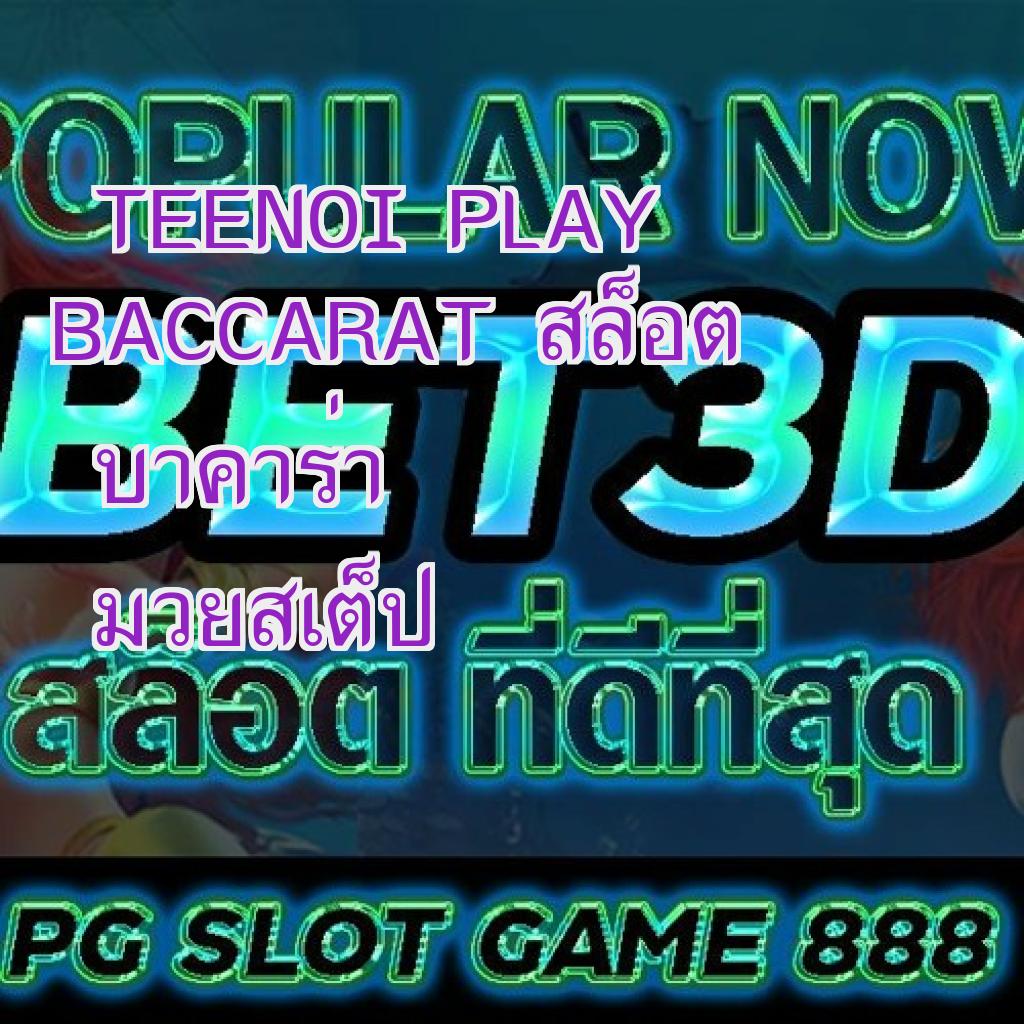 POPULAR NOW
TEENOI PLAY
BACCARAT สล็อต
BET3D
บาคาร่า
มวยสเต็ป
สล็อต ที่ดีที่สุด
PG SLOT GAME 888